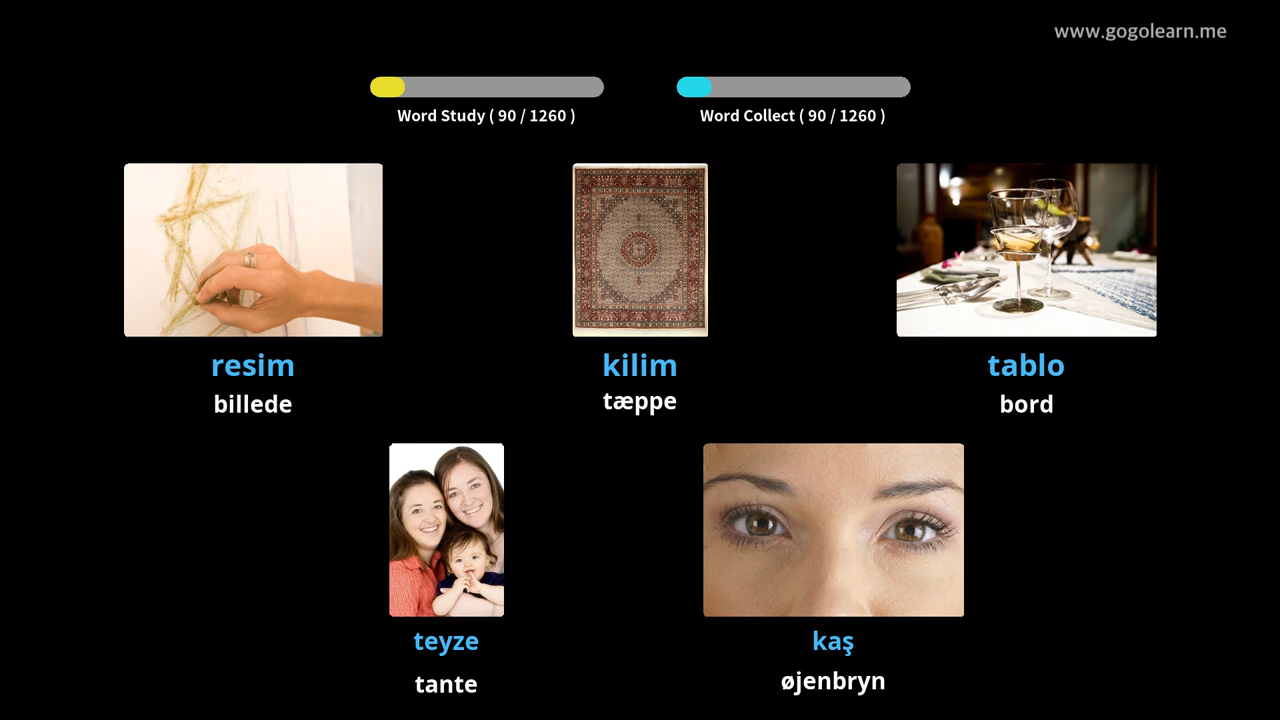 www.gogolearn.me
Word Study ( 90 / 1260 )
Word Collect ( 90 / 1260 )
resim
billede
kilim
tæppe
tablo
bord
teyze
tante
kaş
øjenbryn